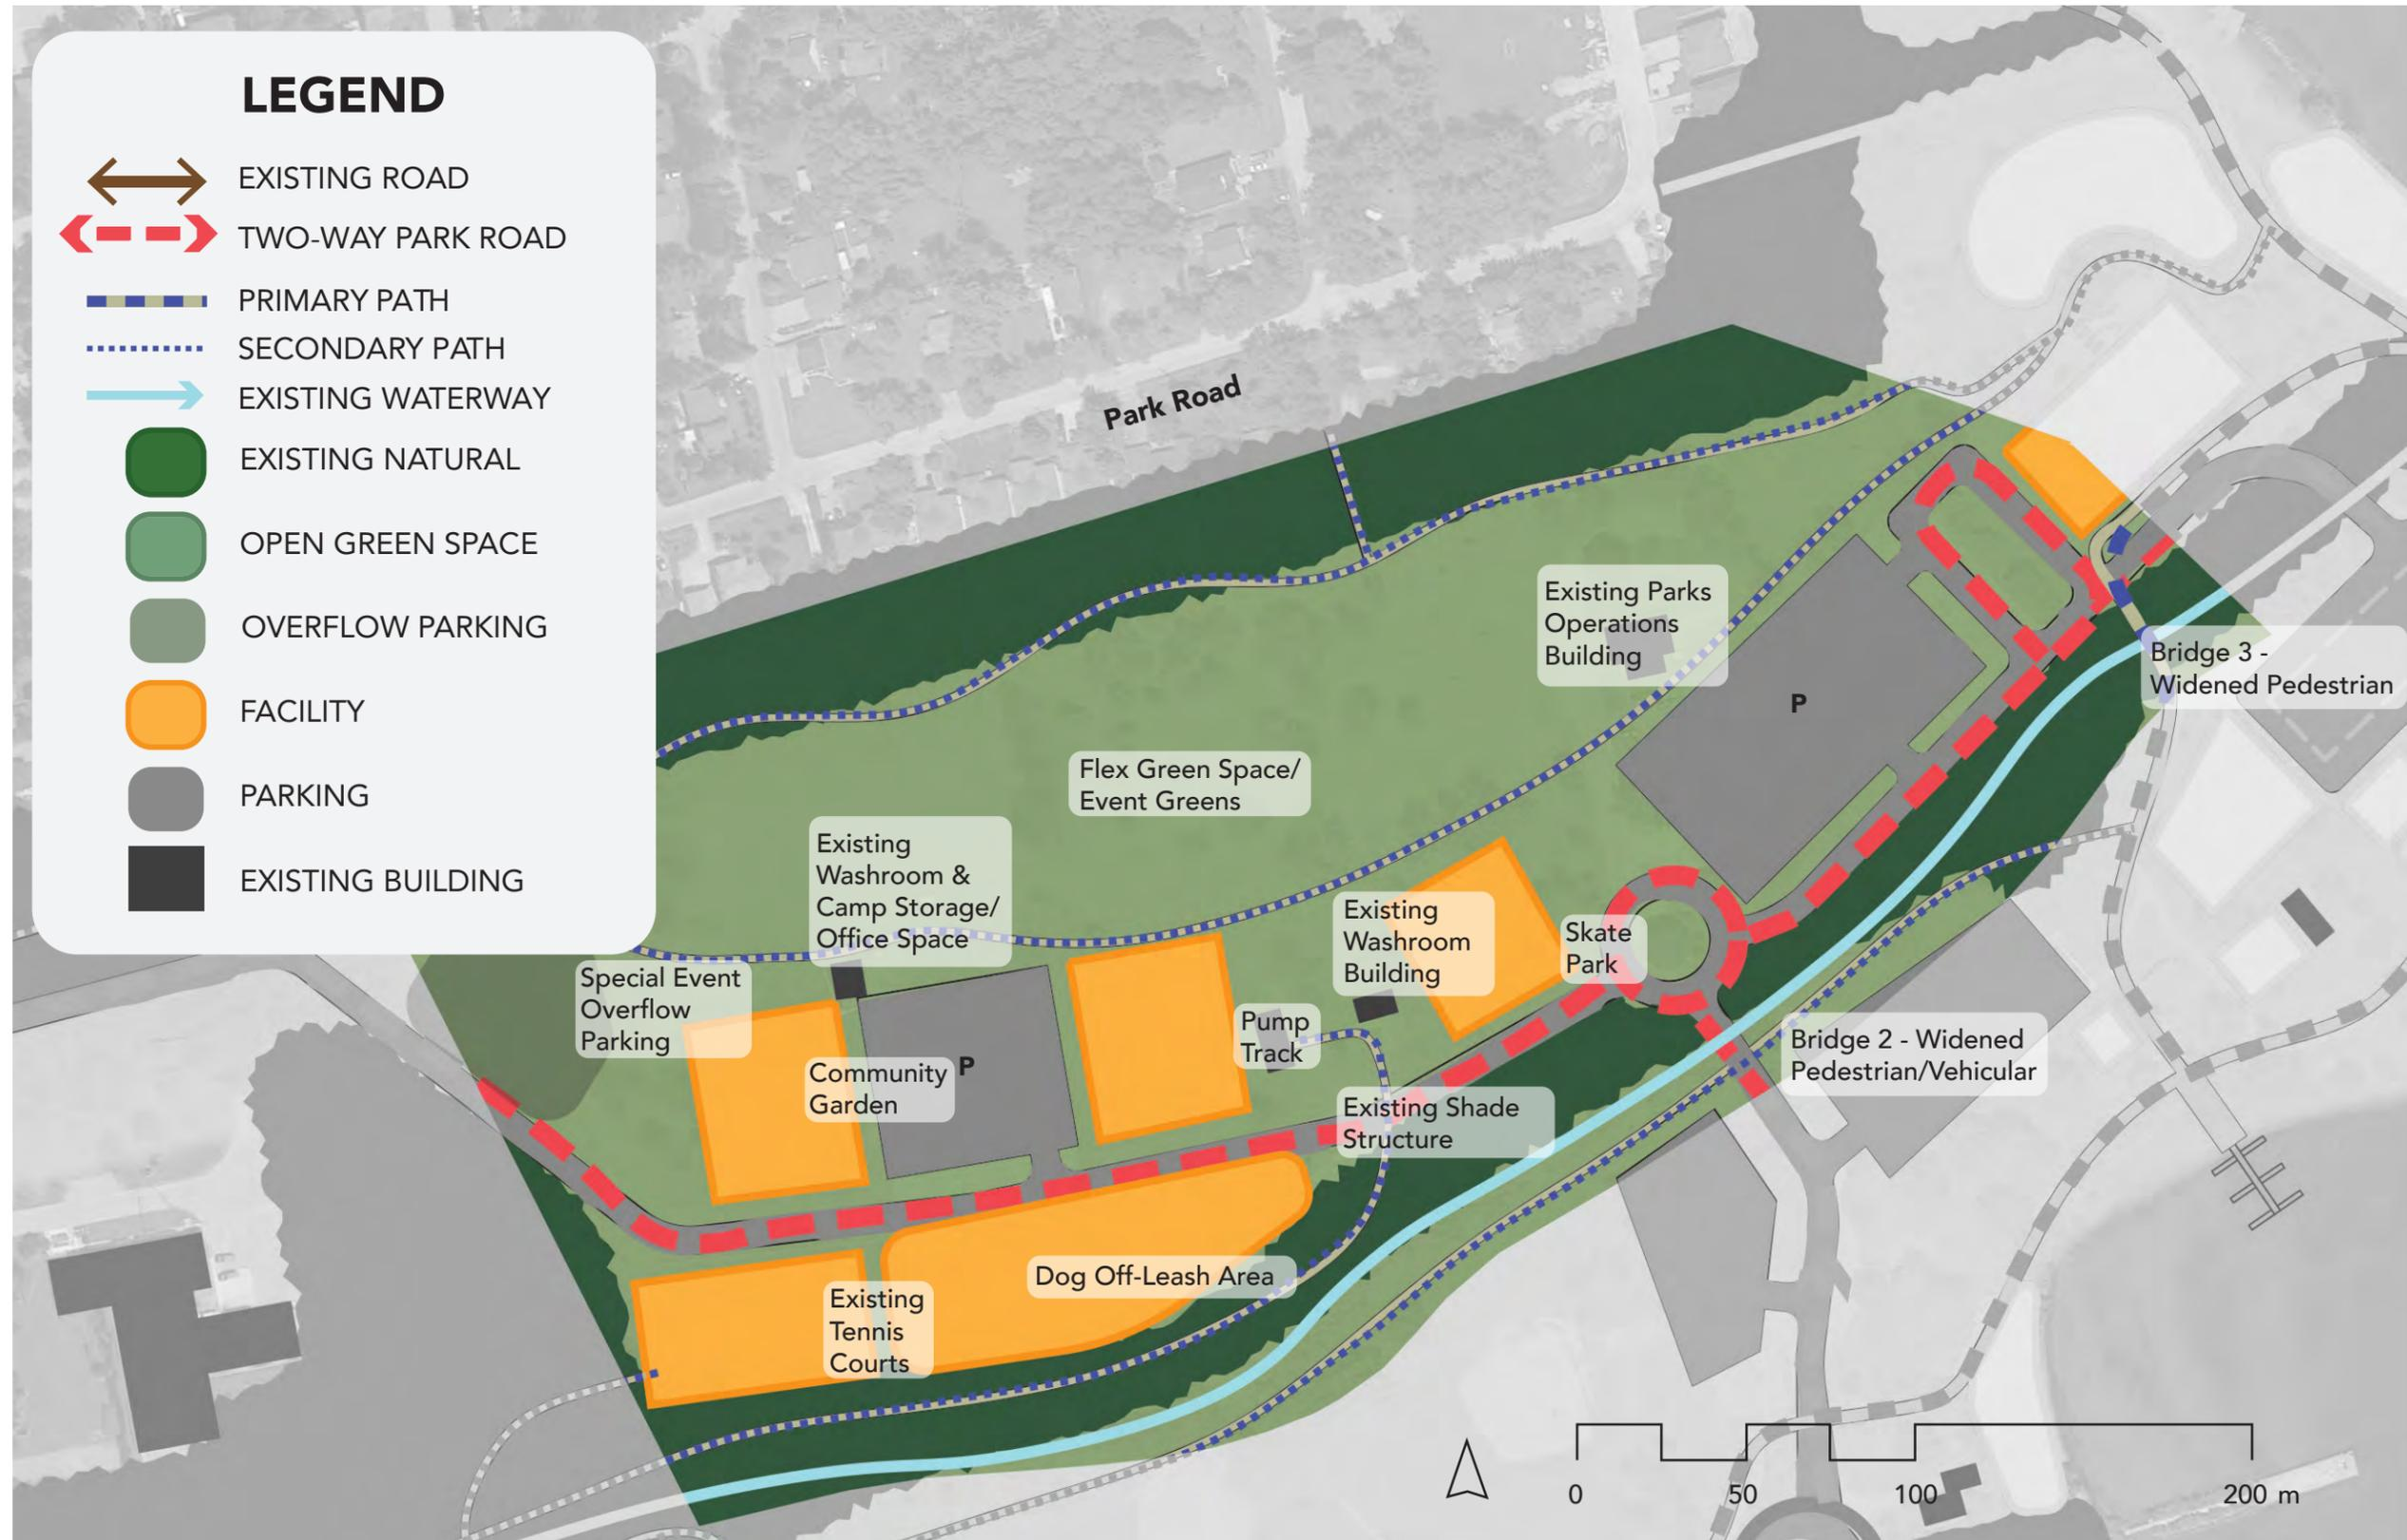 LEGEND
EXISTING ROAD
TWO-WAY PARK ROAD
PRIMARY PATH
SECONDARY PATH
EXISTING WATERWAY
EXISTING NATURAL
OPEN GREEN SPACE
OVERFLOW PARKING
FACILITY
PARKING
EXISTING BUILDING
Park Road
Existing Parks
Operations
Building
P
Bridge 3 -
Widened Pedestrian
Flex Green Space/
Event Greens
Existing
Washroom &
Camp Storage/
Office Space
Existing
Washroom
Building
Skate
Park
Special Event
Overflow
Parking
Pump
Track
Bridge 2 - Widened
Pedestrian/Vehicular
Community
Garden
P
Existing Shade
Structure
Dog Off-Leash Area
Existing
Tennis
Courts
0 50 100 200 m